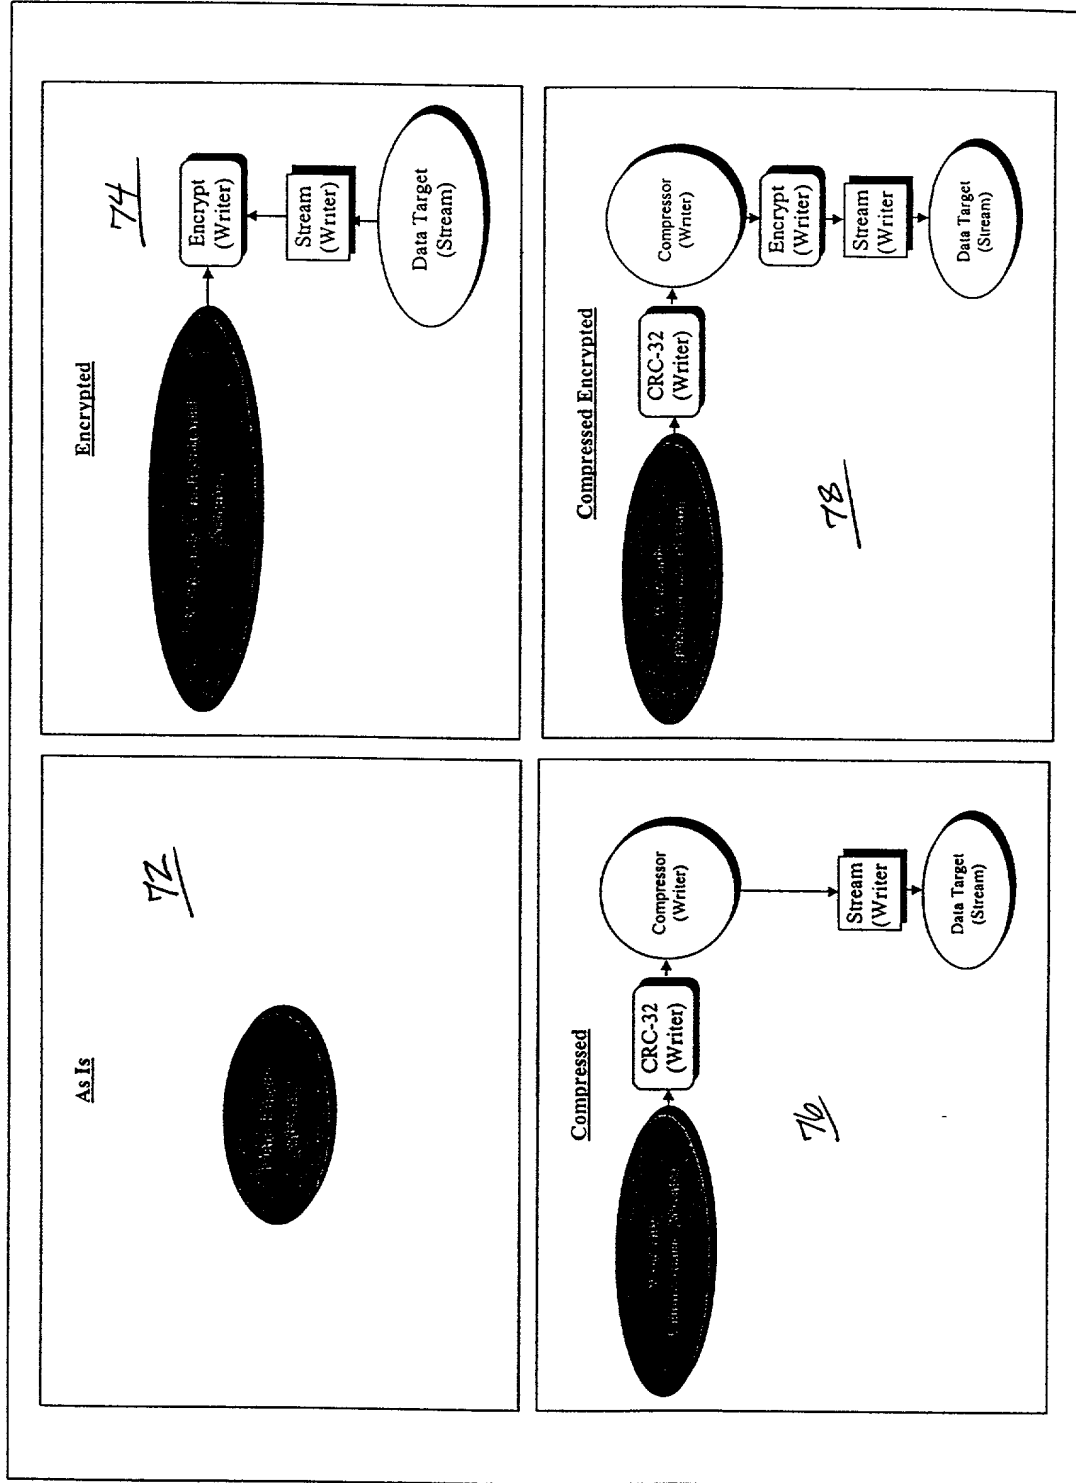 As Is
72
Encrypted
74
Encrypt
(Writer)
Stream
(Writer)
Data Target
(Stream)
Compressed
CRC-32
(Writer)
Compressor
(Writer)
Stream
(Writer
Data Target
(Stream)
76
Compressed Encrypted
CRC-32
(Writer)
Compressor
(Writer)
Encrypt
(Writer)
Stream
(Writer
Data Target
(Stream)
78